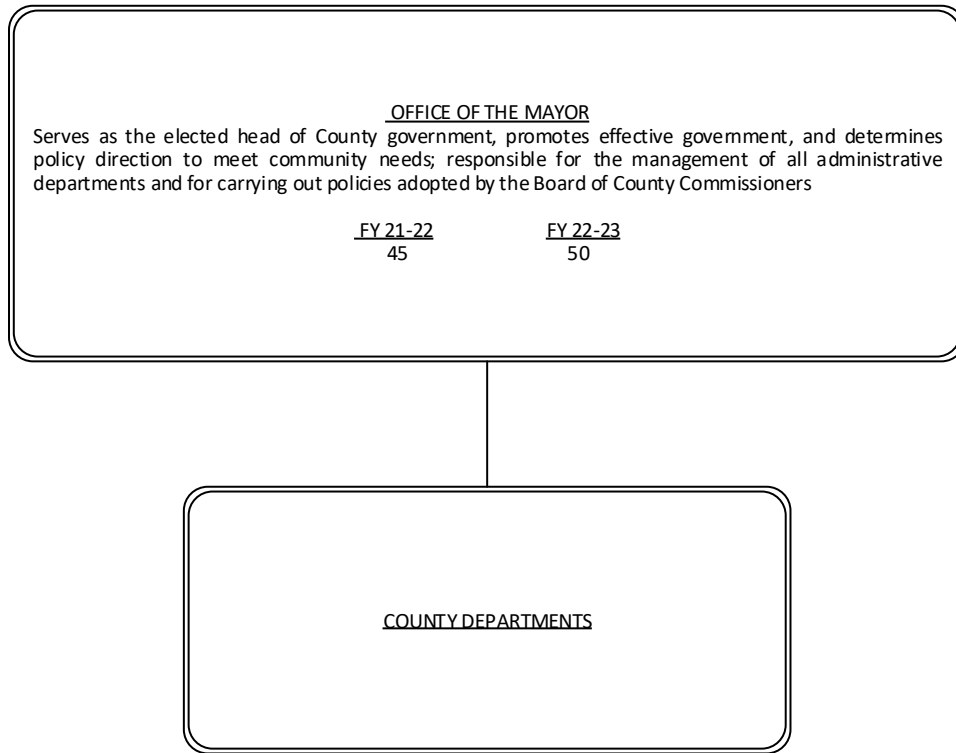 OFFICE OF THE MAYOR
Serves as the elected head of County government, promotes effective government, and determines
policy direction to meet community needs; responsible for the management of all administrative
departments and for carrying out policies adopted by the Board of County Commissioners
FY 21-22 FY 22-23
45 50
COUNTY DEPARTMENTS